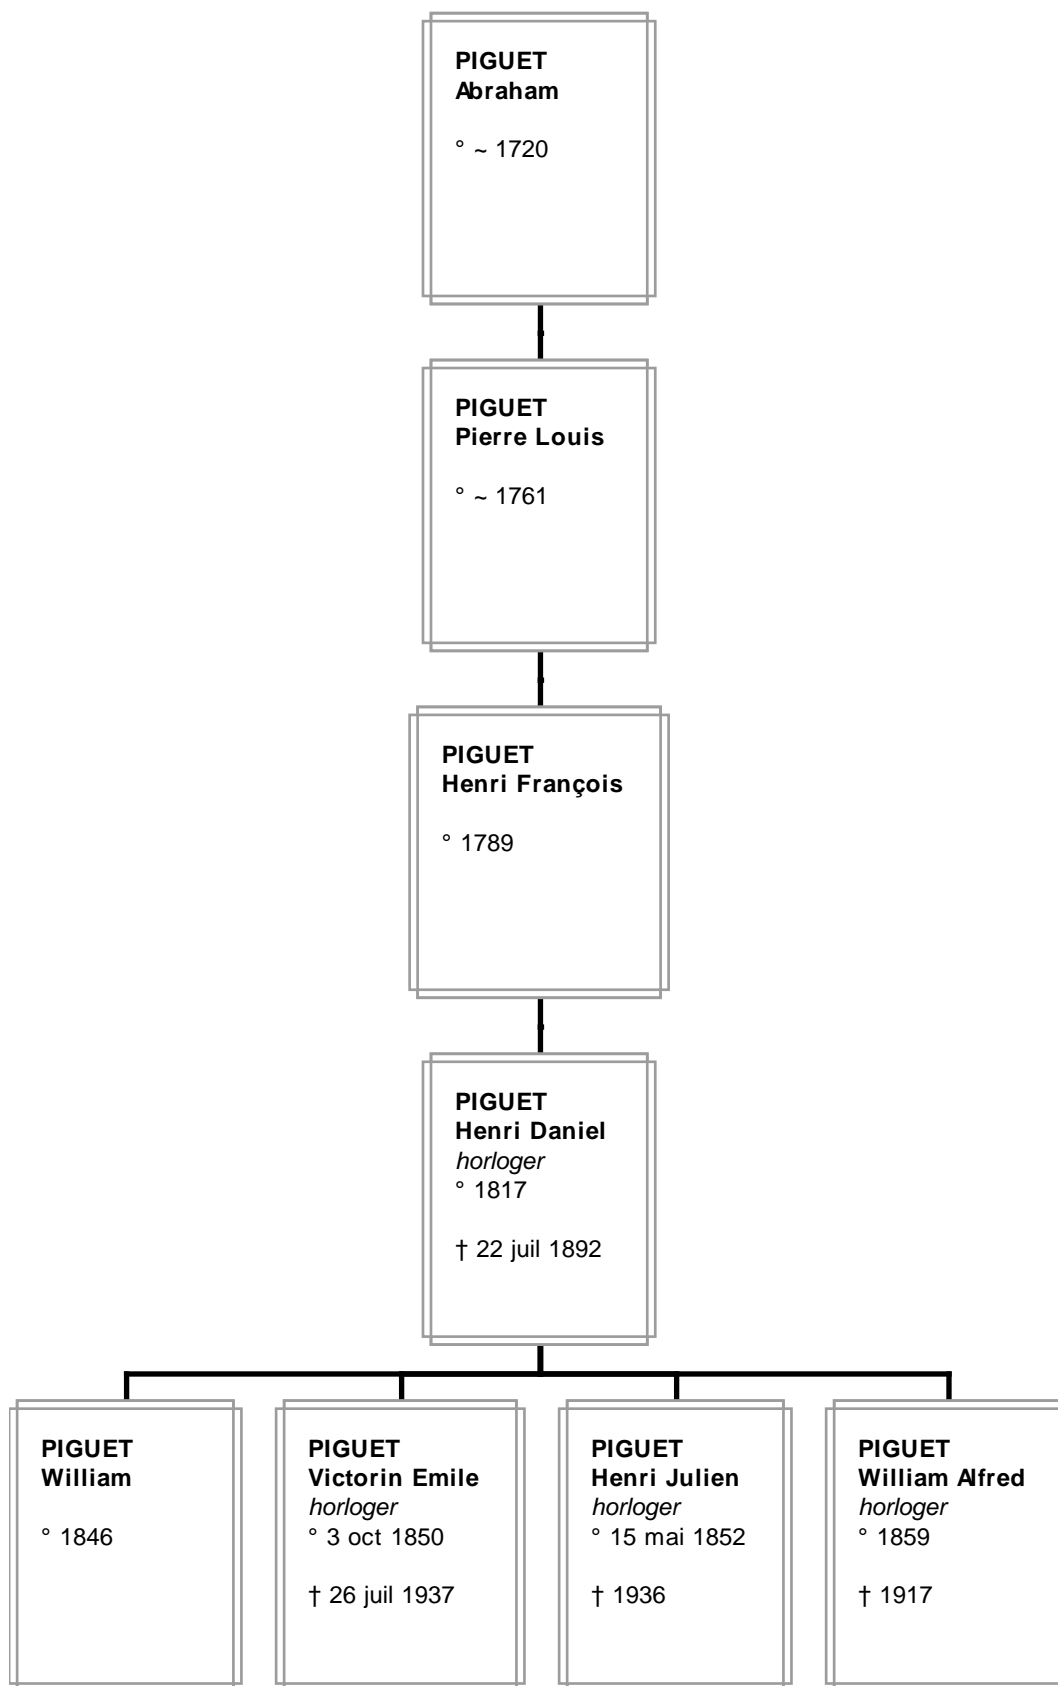 PIGUET
Abraham
° ~ 1720
PIGUET
Pierre Louis
° ~ 1761
PIGUET
Henri François
° 1789
PIGUET
Henri Daniel
horloger
° 1817
† 22 juil 1892
PIGUET
William
° 1846
PIGUET
Victorin Emile
horloger
° 3 oct 1850
† 26 juil 1937
PIGUET
Henri Julien
horloger
° 15 mai 1852
† 1936
PIGUET
William Alfred
horloger
° 1859
† 1917